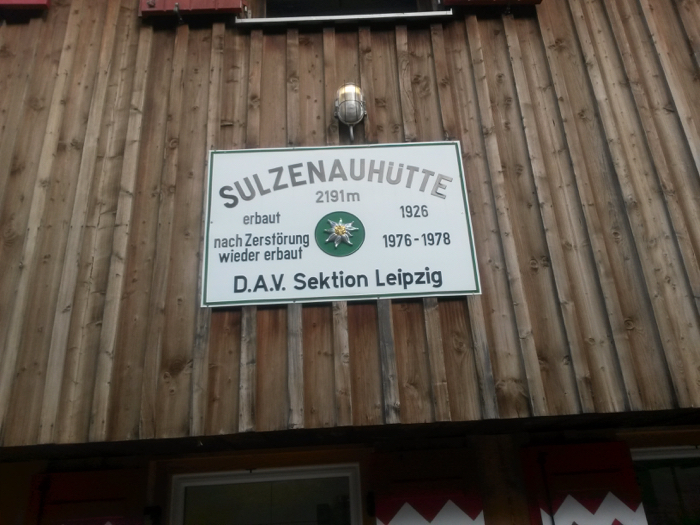 SULZENAUHÜTTE
2191m
erbaut 1926
nach Zerstörung
wieder erbaut 1976-1978
D.A.V. Sektion Leipzig